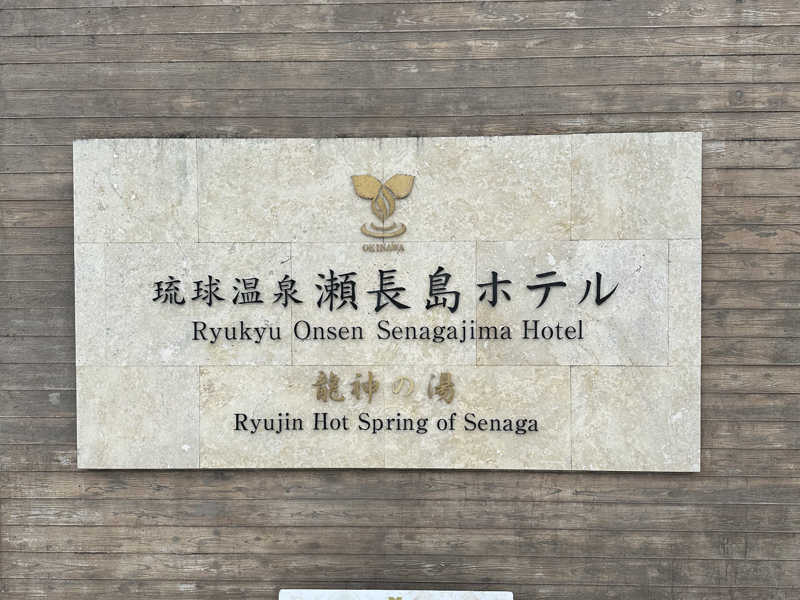 OKINAWA
琉球温泉 瀬長島ホテル
Ryukyu Onsen Senagajima Hotel
龍神の湯
Ryujin Hot Spring of Senaga